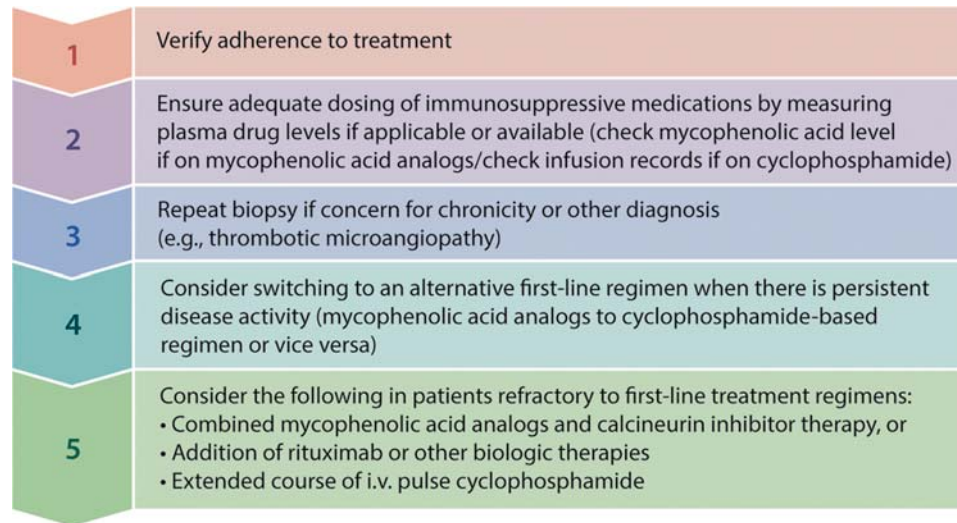 1
Verify adherence to treatment
2
Ensure adequate dosing of immunosuppressive medications by measuring
plasma drug levels if applicable or available (check mycophenolic acid level
if on mycophenolic acid analogs/check infusion records if on cyclophosphamide)
3
Repeat biopsy if concern for chronicity or other diagnosis
(e.g., thrombotic microangiopathy)
4
Consider switching to an alternative first-line regimen when there is persistent
disease activity (mycophenolic acid analogs to cyclophosphamide-based
regimen or vice versa)
5
Consider the following in patients refractory to first-line treatment regimens:
• Combined mycophenolic acid analogs and calcineurin inhibitor therapy, or
• Addition of rituximab or other biologic therapies
• Extended course of i.v. pulse cyclophosphamide